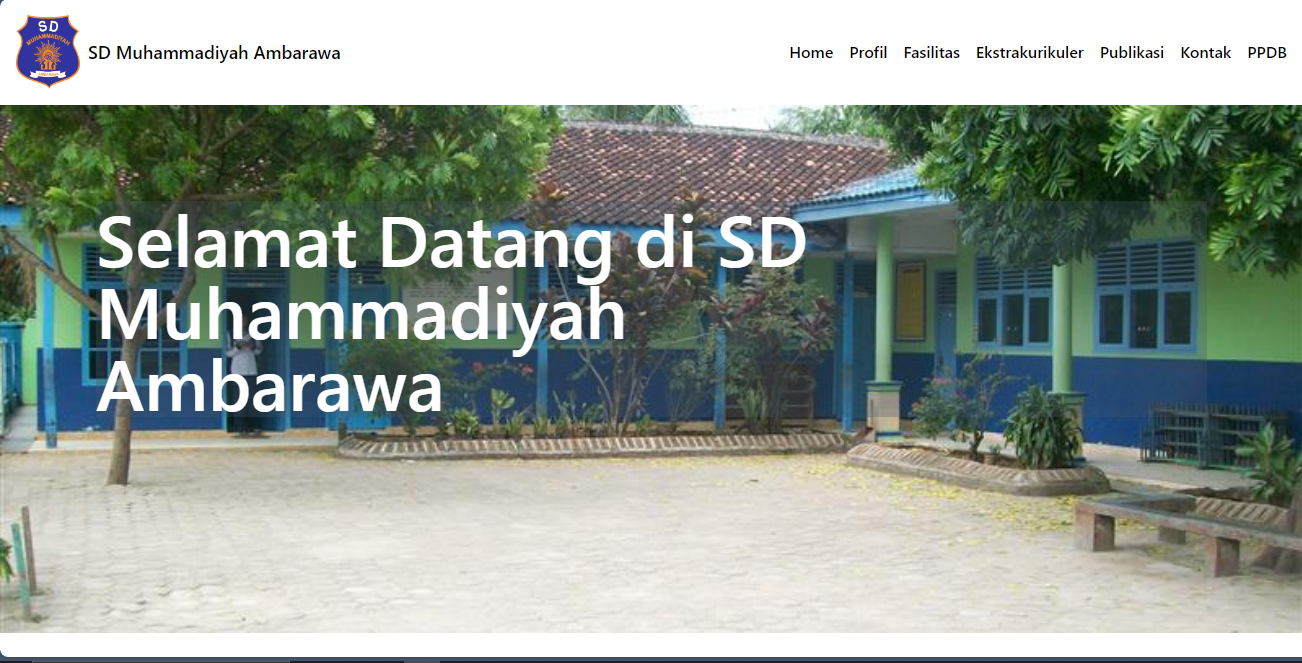 SD
MUHAMMADIYAH
SD Muhammadiyah Ambarawa
Home Profil Fasilitas Ekstrakurikuler Publikasi Kontak PPDB
Selamat Datang di SD
Muhammadiyah
Ambarawa